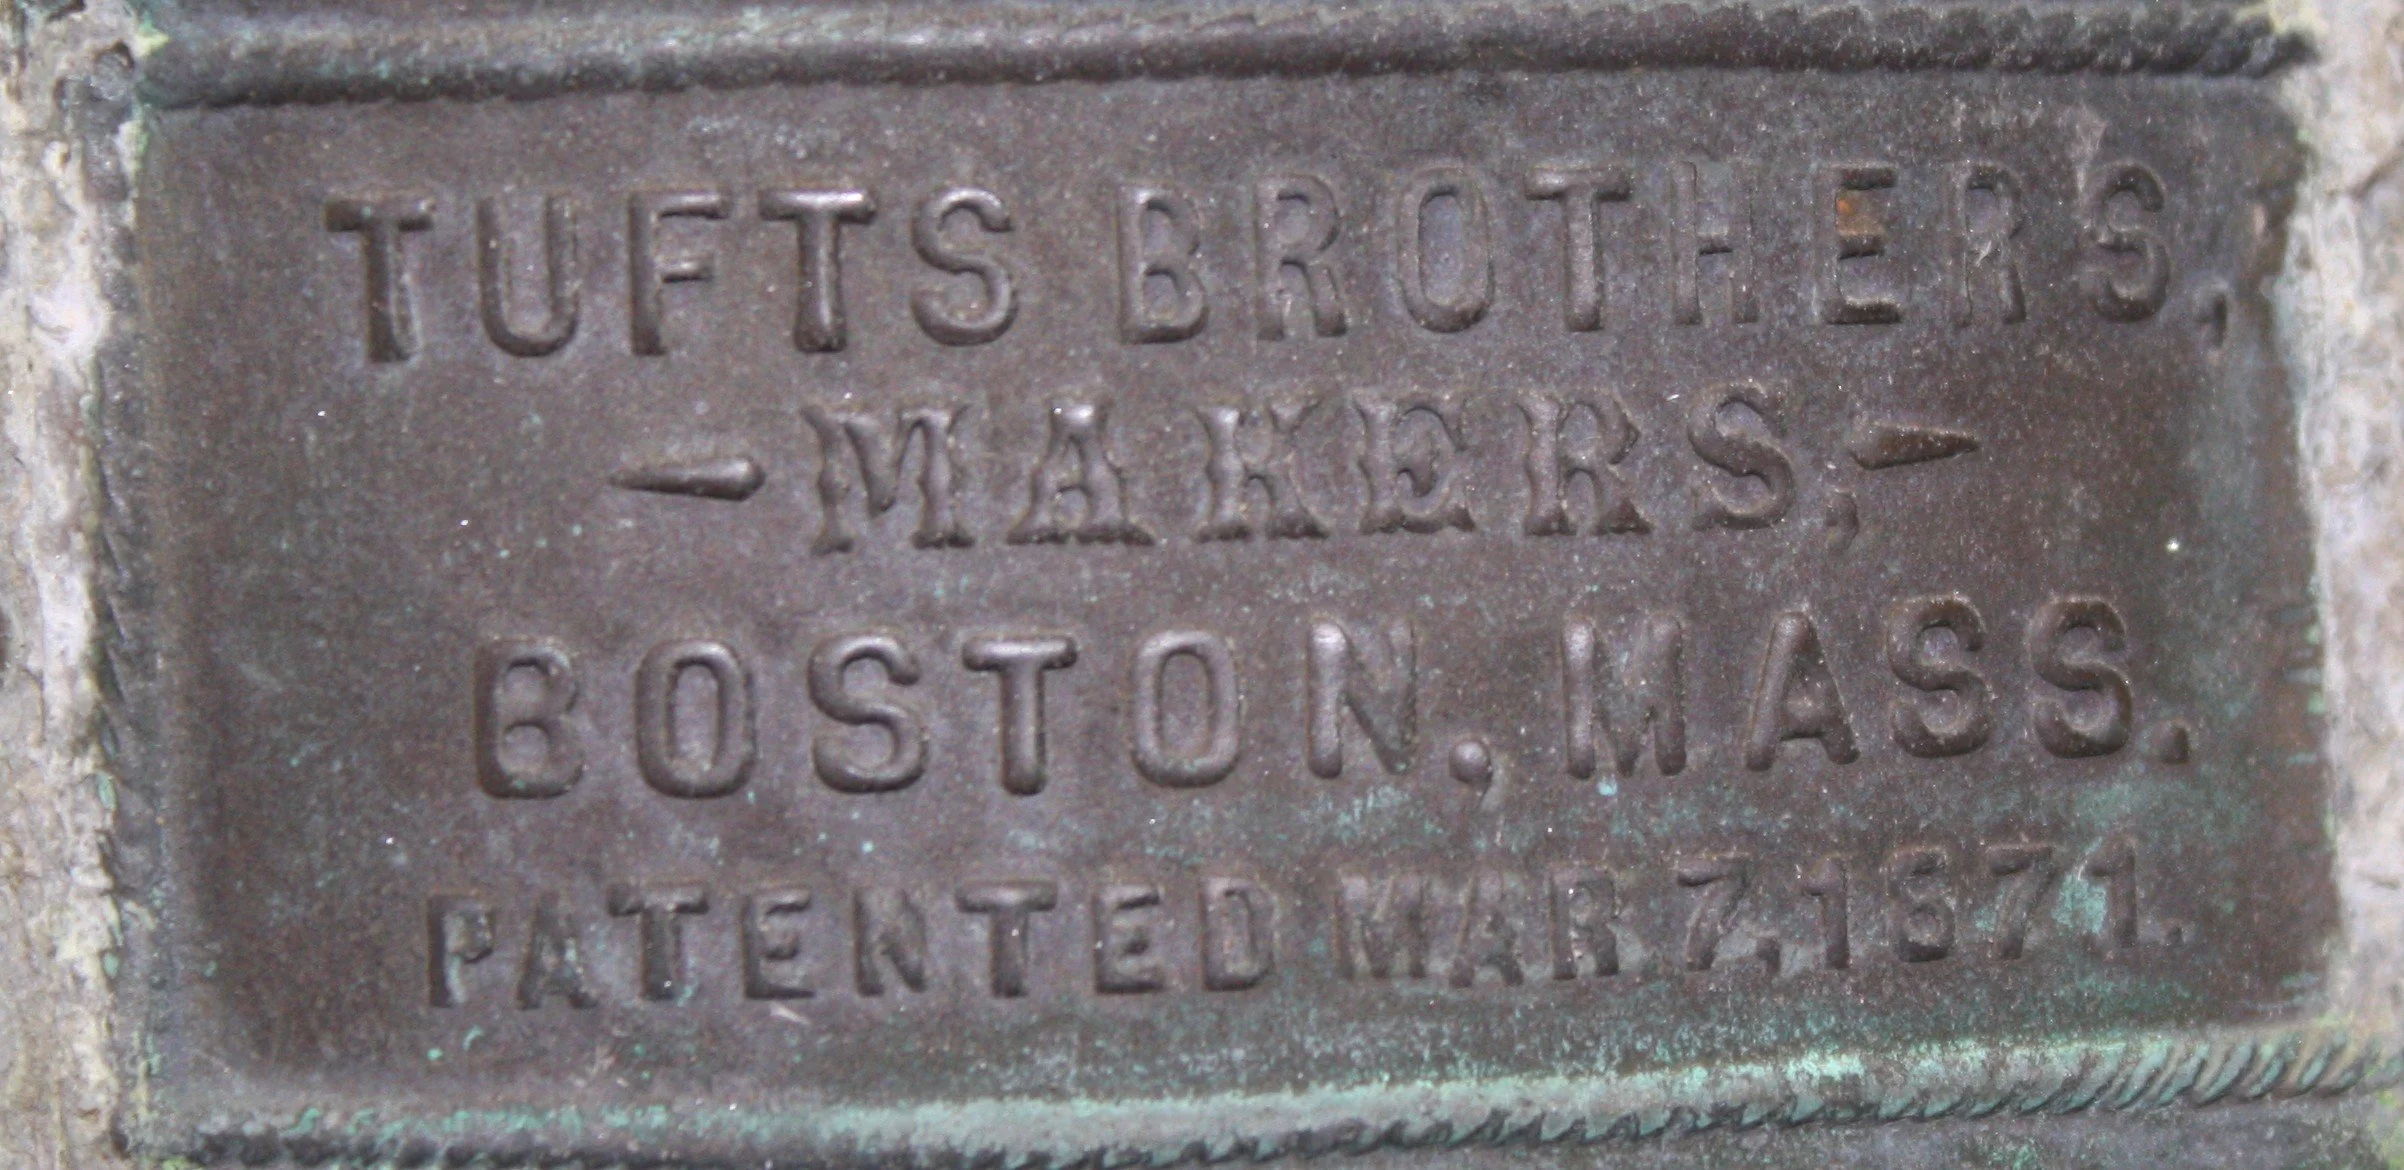 TUFTS BROTHERS,
—MAKERS,—
BOSTON, MASS.
PATENTED MAR 7, 1871.